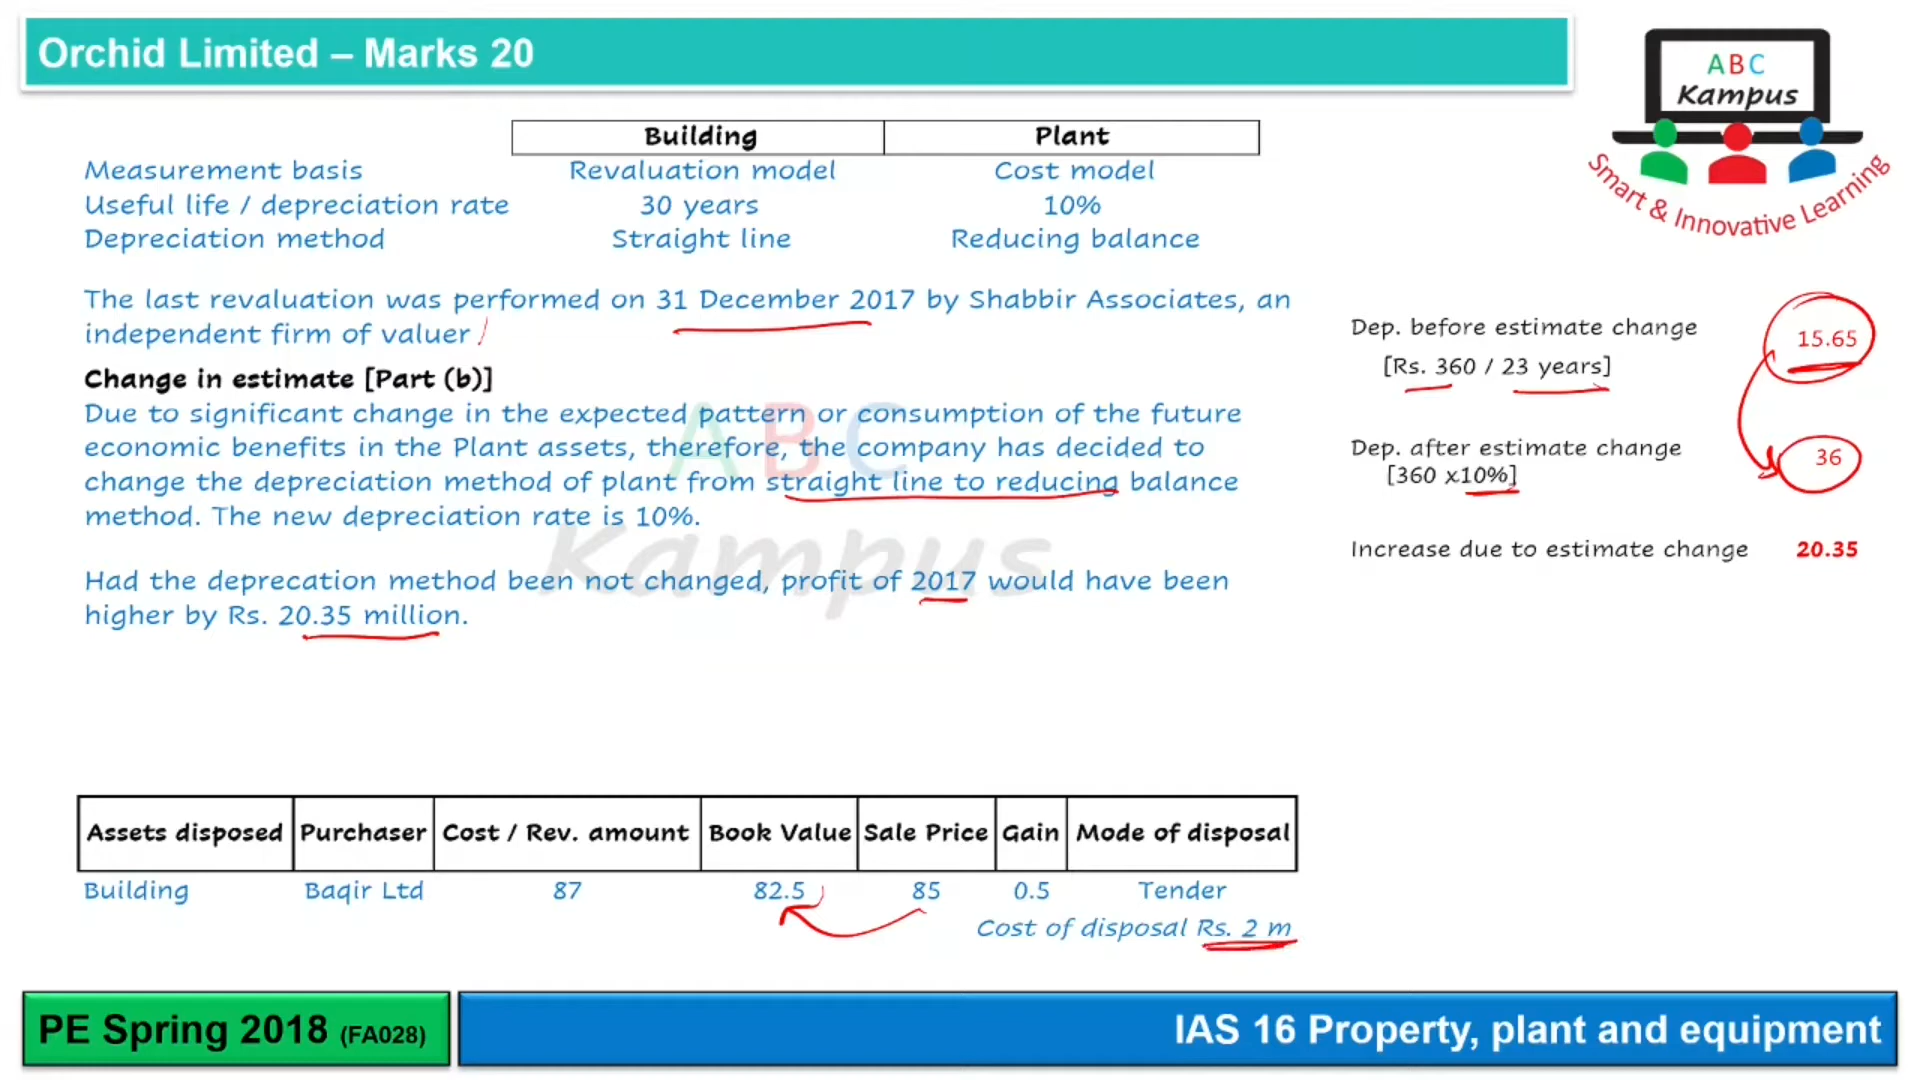 Orchid Limited – Marks 20
ABC
Kampus
Smart & Innovative Learning
Building Plant
Measurement basis Revaluation model Cost model
Useful life / depreciation rate 30 years 10%
Depreciation method Straight line Reducing balance
The last revaluation was performed on 31 December 2017 by Shabbir Associates, an
independent firm of valuer
Change in estimate [Part (b)]
Due to significant change in the expected pattern or consumption of the future
economic benefits in the Plant assets, therefore, the company has decided to
change the depreciation method of plant from straight line to reducing balance
method. The new depreciation rate is 10%.
Had the deprecation method been not changed, profit of 2017 would have been
higher by Rs. 20.35 million.
Dep. before estimate change 15.65
[Rs. 360 / 23 years]
Dep. after estimate change 36
[360 x10%]
Increase due to estimate change 20.35
ABC
Kampus
Assets disposed Purchaser Cost / Rev. amount Book Value Sale Price Gain Mode of disposal
Building Baqir Ltd 87 82.5 85 0.5 Tender
Cost of disposal Rs. 2 m
PE Spring 2018 (FA028)
IAS 16 Property, plant and equipment